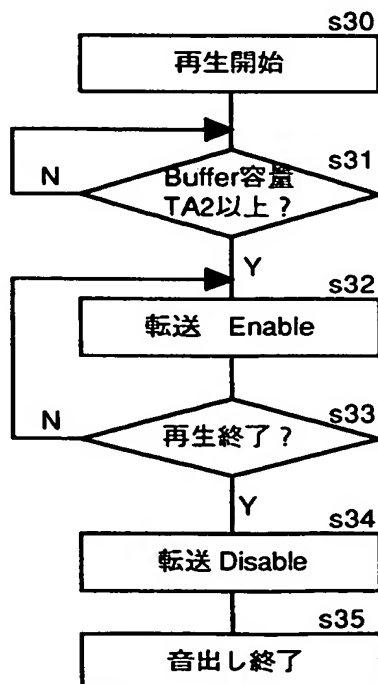 s30
再生開始
s31
Buffer容量
TA2以上?
N
Y
s32
転送 Enable
s33
再生終了?
N
Y
s34
転送 Disable
s35
音出し終了